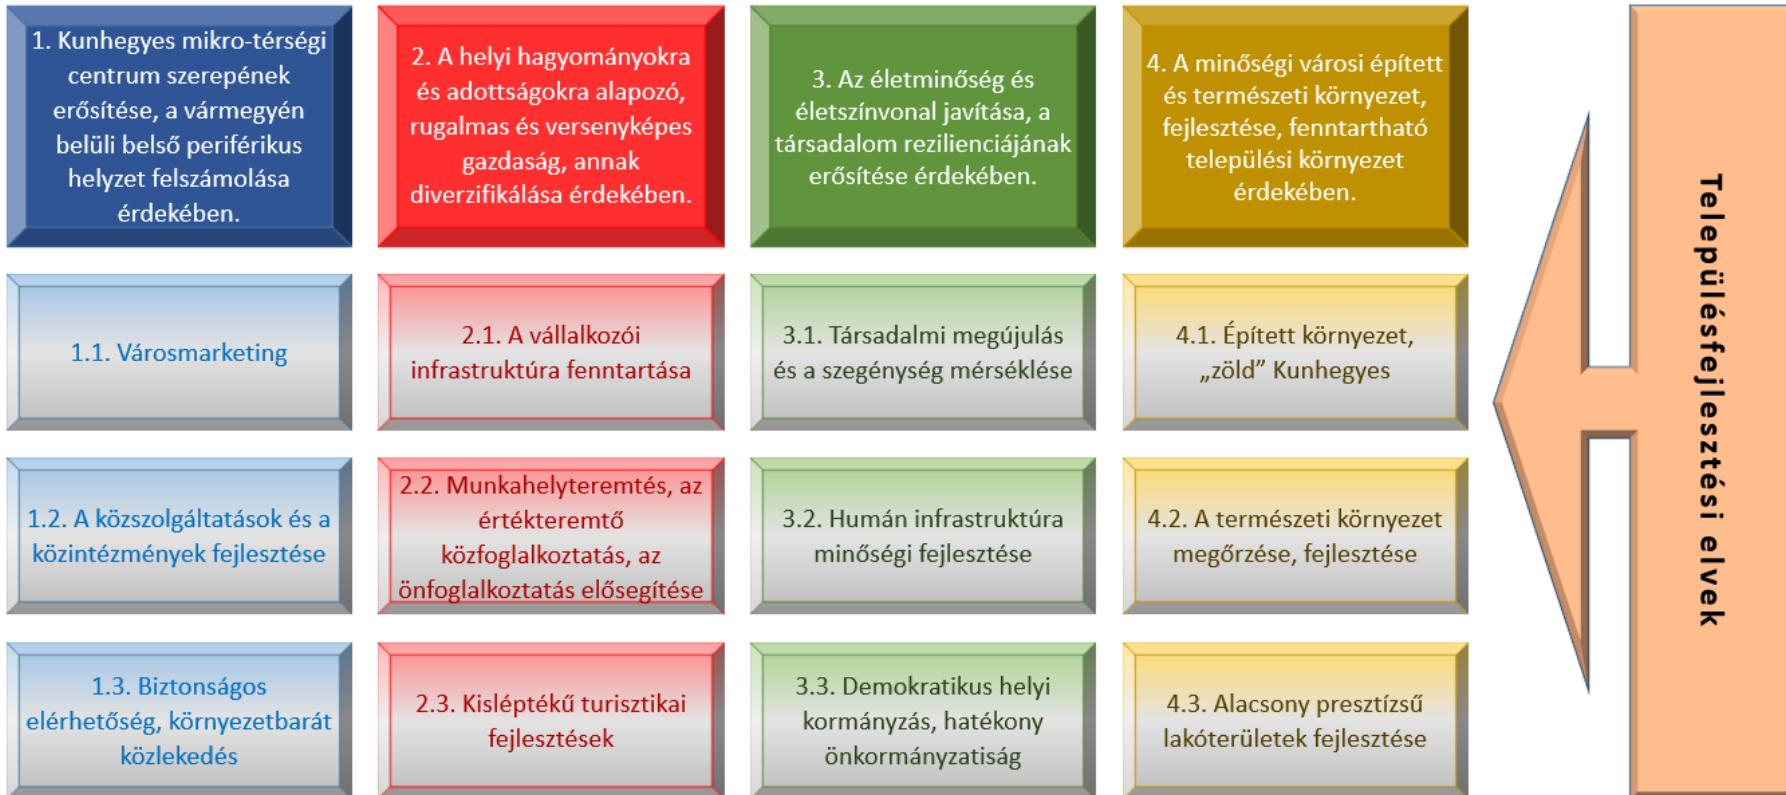 1. Kunhegyes mikro-térségi
centrum szerepének
erősítése, a vármegyén
belüli belső periférikus
helyzet felszámolása
érdekében.
2. A helyi hagyományokra
és adottságokra alapozó,
rugalmas és versenyképes
gazdaság, annak
diverzifikálása érdekében.
3. Az életminőség és
életszínvonal javítása, a
társadalom rezilienciájának
erősítése érdekében.
4. A minőségi városi épített
és természeti környezet,
fejlesztése, fenntartható
települési környezet
érdekében.
1.1. Városmarketing
2.1. A vállalkozói
infrastruktúra fenntartása
3.1. Társadalmi megújulás
és a szegénység mérséklése
4.1. Épített környezet,
„zöld” Kunhegyes
1.2. A közszolgáltatások és a
közintézmények fejlesztése
2.2. Munkahelyteremtés, az
értékteremtő
közfoglalkoztatás, az
önfoglalkoztatás elősegítése
3.2. Humán infrastruktúra
minőségi fejlesztése
4.2. A természeti környezet
megőrzése, fejlesztése
1.3. Biztonságos
elérhetőség, környezetbarát
közlekedés
2.3. Kisléptékű turisztikai
fejlesztések
3.3. Demokratikus helyi
kormányzás, hatékony
önkormányzatiság
4.3. Alacsony presztízsű
lakóterületek fejlesztése
Településfejlesztési elvek